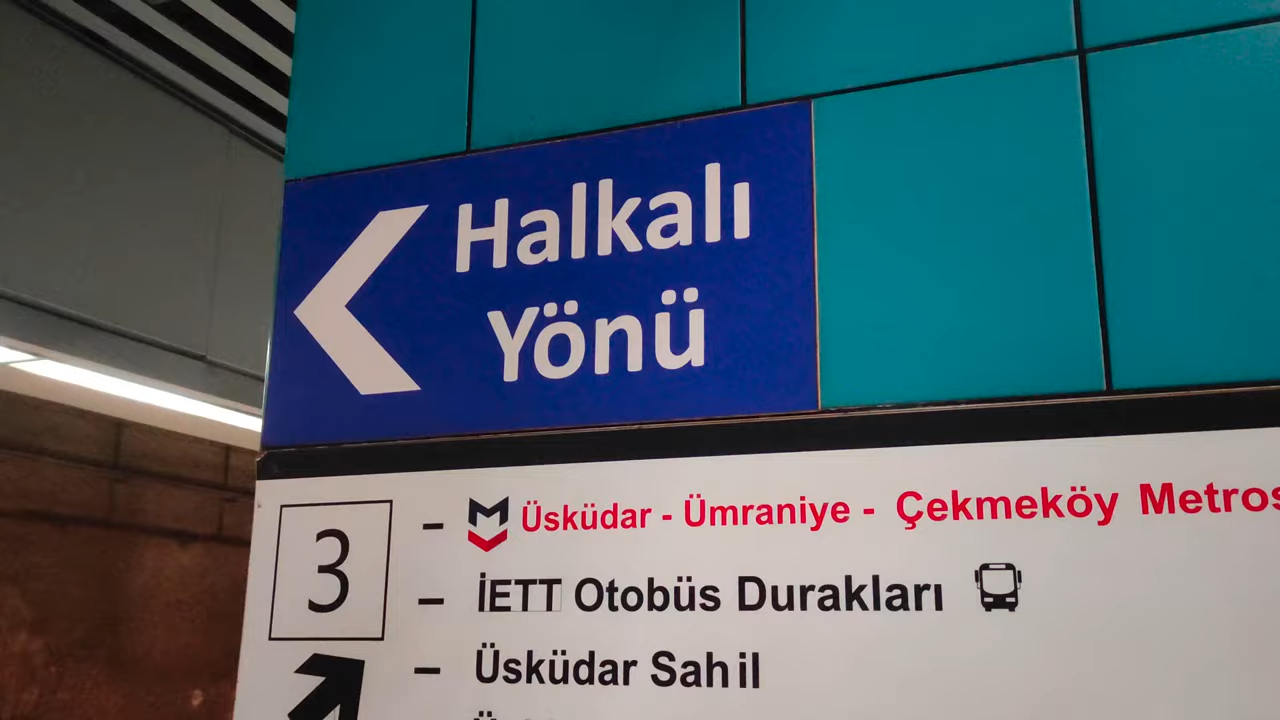 Halkalı
Yönü
3
– Üsküdar - Ümraniye - Çekmeköy Metros
– İETT Otobüs Durakları
– Üsküdar Sahil